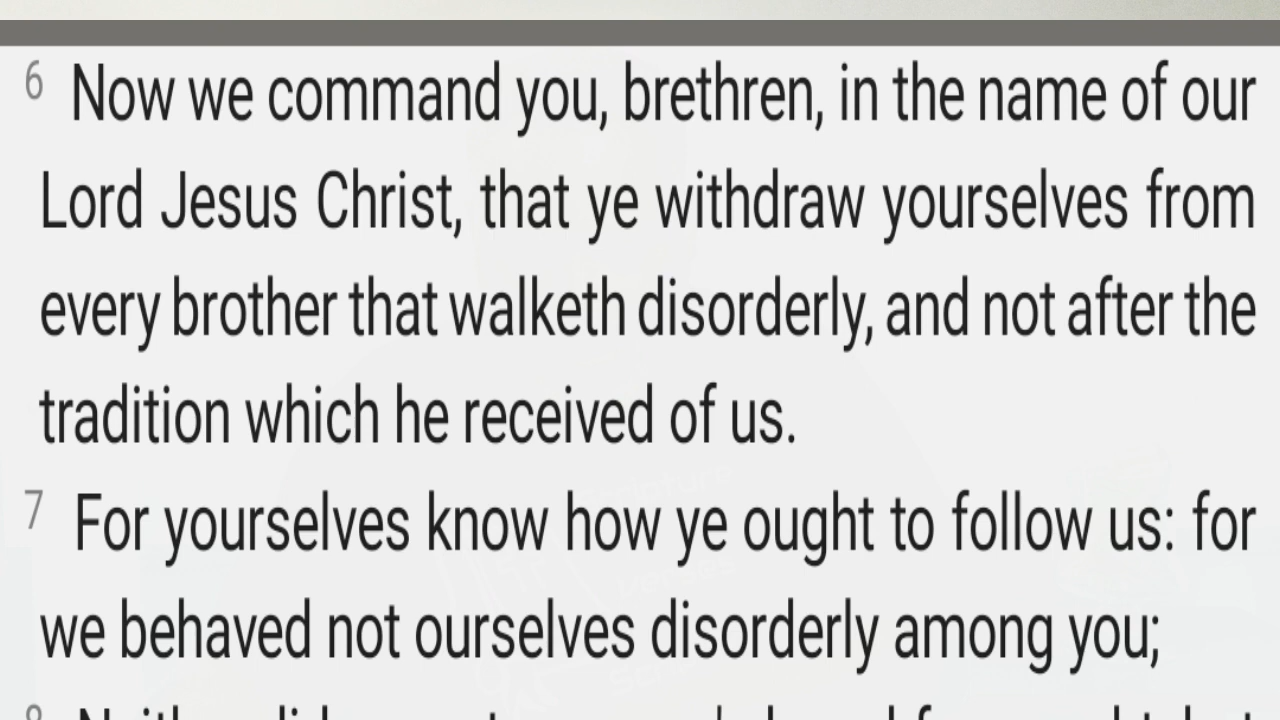 6 Now we command you, brethren, in the name of our
Lord Jesus Christ, that ye withdraw yourselves from
every brother that walketh disorderly, and not after the
tradition which he received of us.
7 For yourselves know how ye ought to follow us: for
we behaved not ourselves disorderly among you;
8